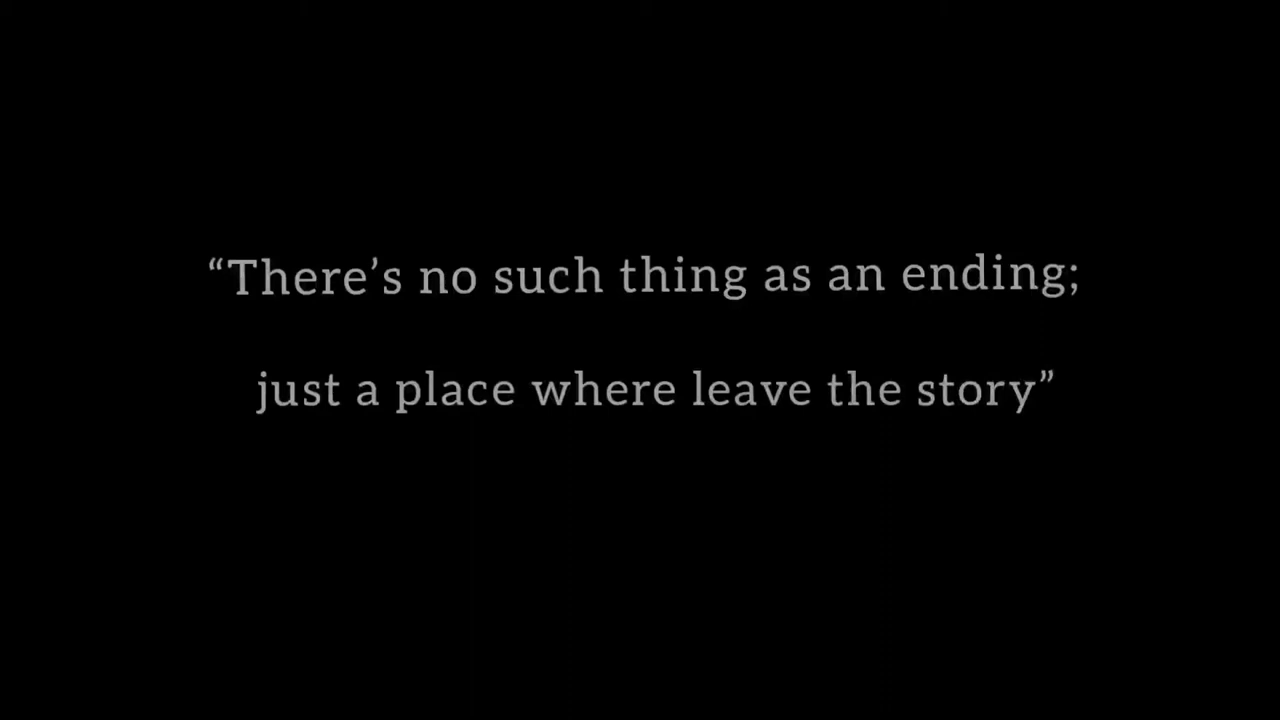 “There’s no such thing as an ending;
just a place where leave the story”